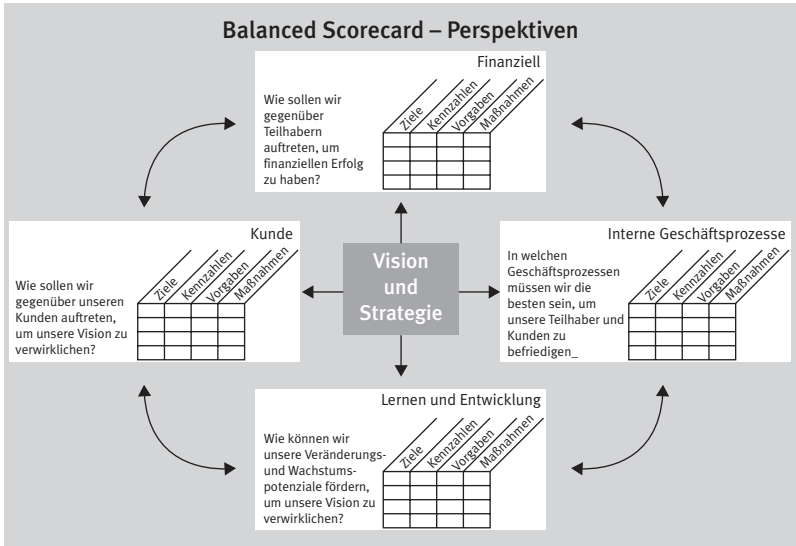 Balanced Scorecard – Perspektiven
Finanziell
Wie sollen wir
gegenüber
Teilhabern
auftreten, um
finanziellen Erfolg
zu haben?
Ziele
Kennzahlen
Vorgaben
Maßnahmen
Kunde
Wie sollen wir
gegenüber unseren
Kunden auftreten,
um unsere Vision zu
verwirklichen?
Ziele
Kennzahlen
Vorgaben
Maßnahmen
Vision
und
Strategie
Interne Geschäftsprozesse
In welchen
Geschäftsprozessen
müssen wir die
besten sein, um
unsere Teilhaber und
Kunden zu
befriedigen_
Ziele
Kennzahlen
Vorgaben
Maßnahmen
Lernen und Entwicklung
Wie können wir
unsere Veränderungs-
und Wachstums-
potenziale fördern,
um unsere Vision zu
verwirklichen?
Ziele
Kennzahlen
Vorgaben
Maßnahmen